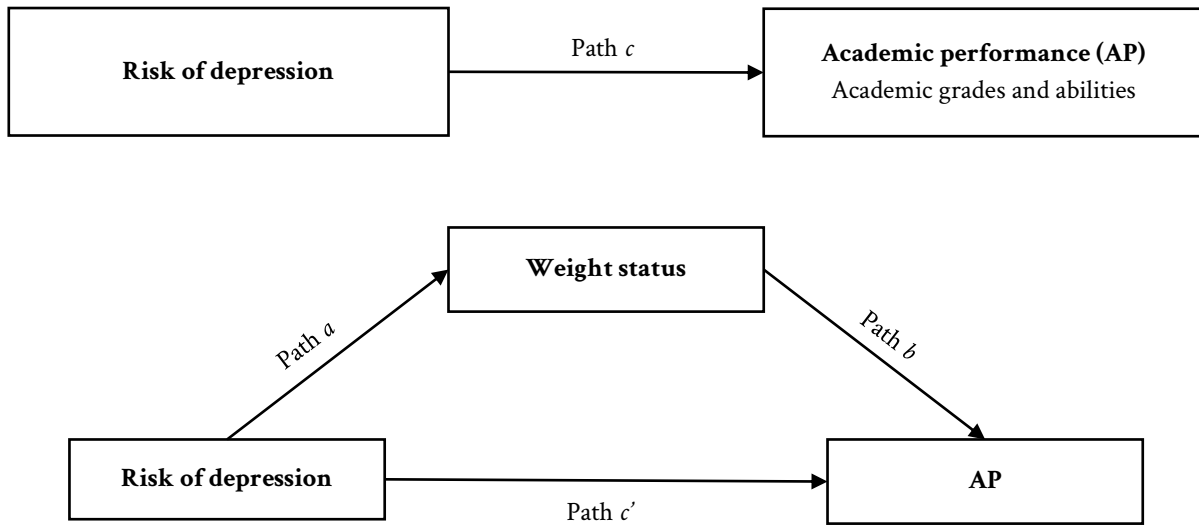 Path c
Risk of depression
Academic performance (AP)
Academic grades and abilities
Weight status
Path a
Path b
Risk of depression
AP
Path c’